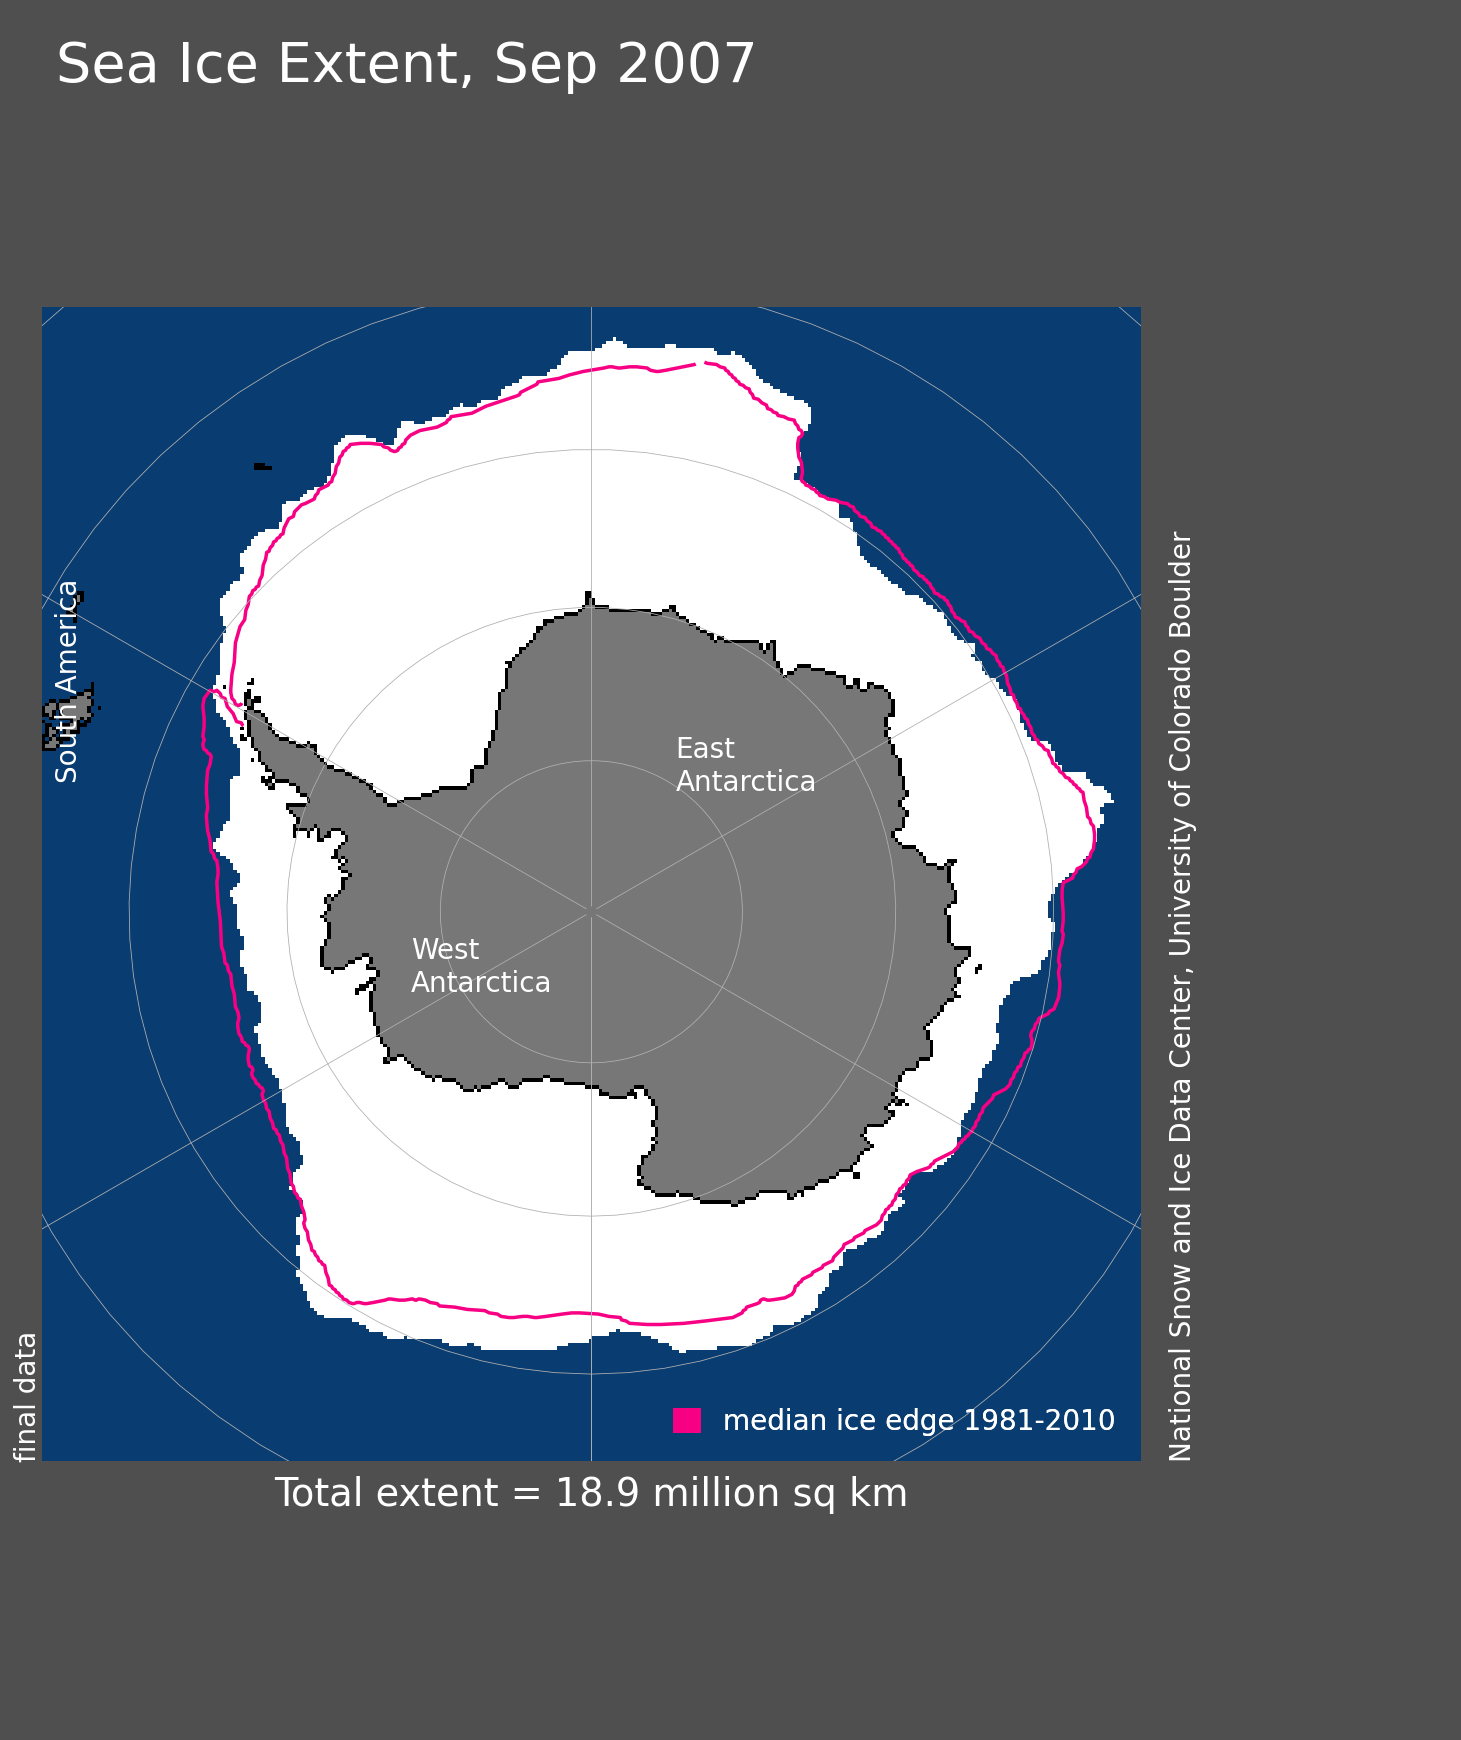 Sea Ice Extent, Sep 2007
South America
East
Antarctica
West
Antarctica
median ice edge 1981-2010
final data
National Snow and Ice Data Center, University of Colorado Boulder
Total extent = 18.9 million sq km